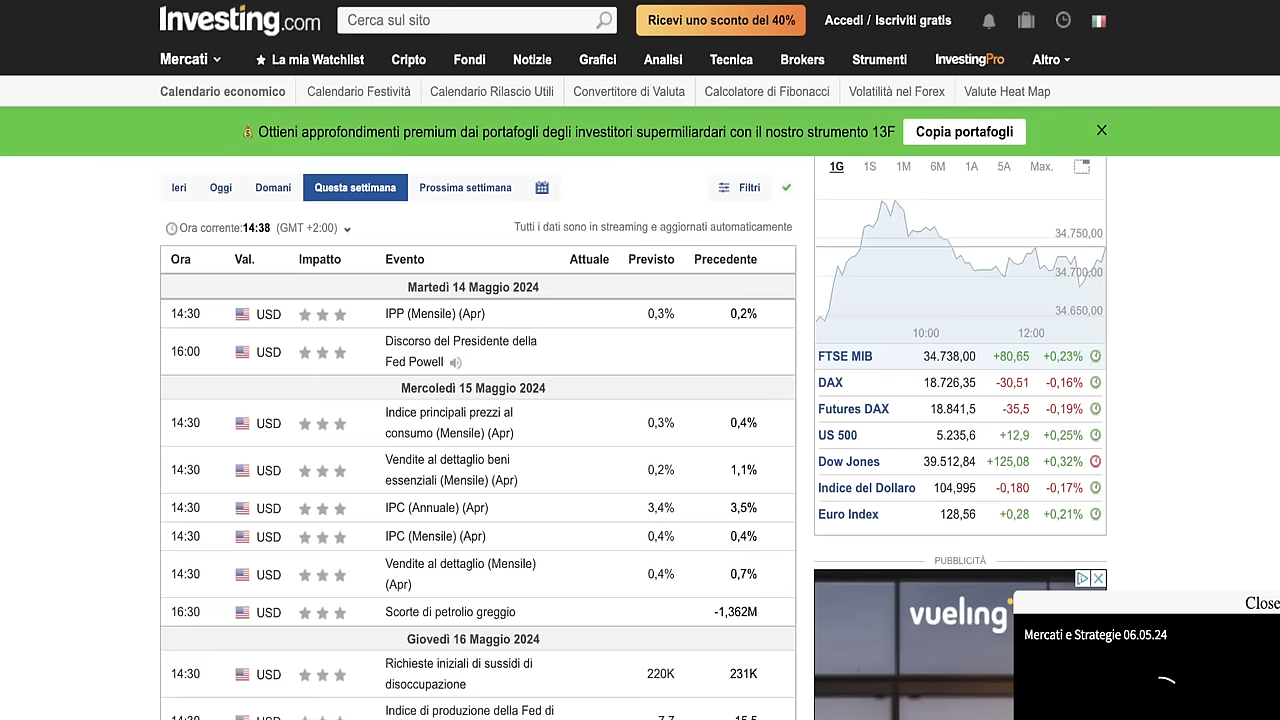 Investing.com
Cerca sul sito
Ricevi uno sconto del 40%
Accedi / Iscriviti gratis
Mercati
La mia Watchlist
Cripto
Fondi
Notizie
Grafici
Analisi
Tecnica
Brokers
Strumenti
InvestingPro
Altro
Calendario economico
Calendario Festività
Calendario Rilascio Utili
Convertitore di Valuta
Calcolatore di Fibonacci
Volatilità nel Forex
Valute Heat Map
Ottieni approfondimenti premium dai portafogli degli investitori supermiliardari con il nostro strumento 13F
Copia portafogli
Ieri
Oggi
Domani
Questa settimana
Prossima settimana
Filtri
Ora corrente:14:38 (GMT +2:00)
Tutti i dati sono in streaming e aggiornati automaticamente
Ora Val. Impatto Evento Attuale Previsto Precedente
Martedì 14 Maggio 2024
14:30 USD IPP (Mensile) (Apr) 0,3% 0,2%
16:00 USD Discorso del Presidente della
Fed Powell
Mercoledì 15 Maggio 2024
14:30 USD Indice principali prezzi al
consumo (Mensile) (Apr) 0,3% 0,4%
14:30 USD Vendite al dettaglio beni
essenziali (Mensile) (Apr) 0,2% 1,1%
14:30 USD IPC (Annuale) (Apr) 3,4% 3,5%
14:30 USD IPC (Mensile) (Apr) 0,4% 0,4%
14:30 USD Vendite al dettaglio (Mensile)
(Apr) 0,4% 0,7%
16:30 USD Scorte di petrolio greggio -1,362M
Giovedì 16 Maggio 2024
14:30 USD Richieste iniziali di sussidi di
disoccupazione 220K 231K
14:30 USD Indice di produzione della Fed di 7,7 15,5
1G 1S 1M 6M 1A 5A Max.
34.750,00
34.700,00
34.650,00
10:00 12:00
FTSE MIB 34.738,00 +80,65 +0,23%
DAX 18.726,35 -30,51 -0,16%
Futures DAX 18.841,5 -35,5 -0,19%
US 500 5.235,6 +12,9 +0,25%
Dow Jones 39.512,84 +125,08 +0,32%
Indice del Dollaro 104,995 -0,180 -0,17%
Euro Index 128,56 +0,28 +0,21%
PUBBLICITÀ
vueling
Close
Mercati e Strategie 06.05.24